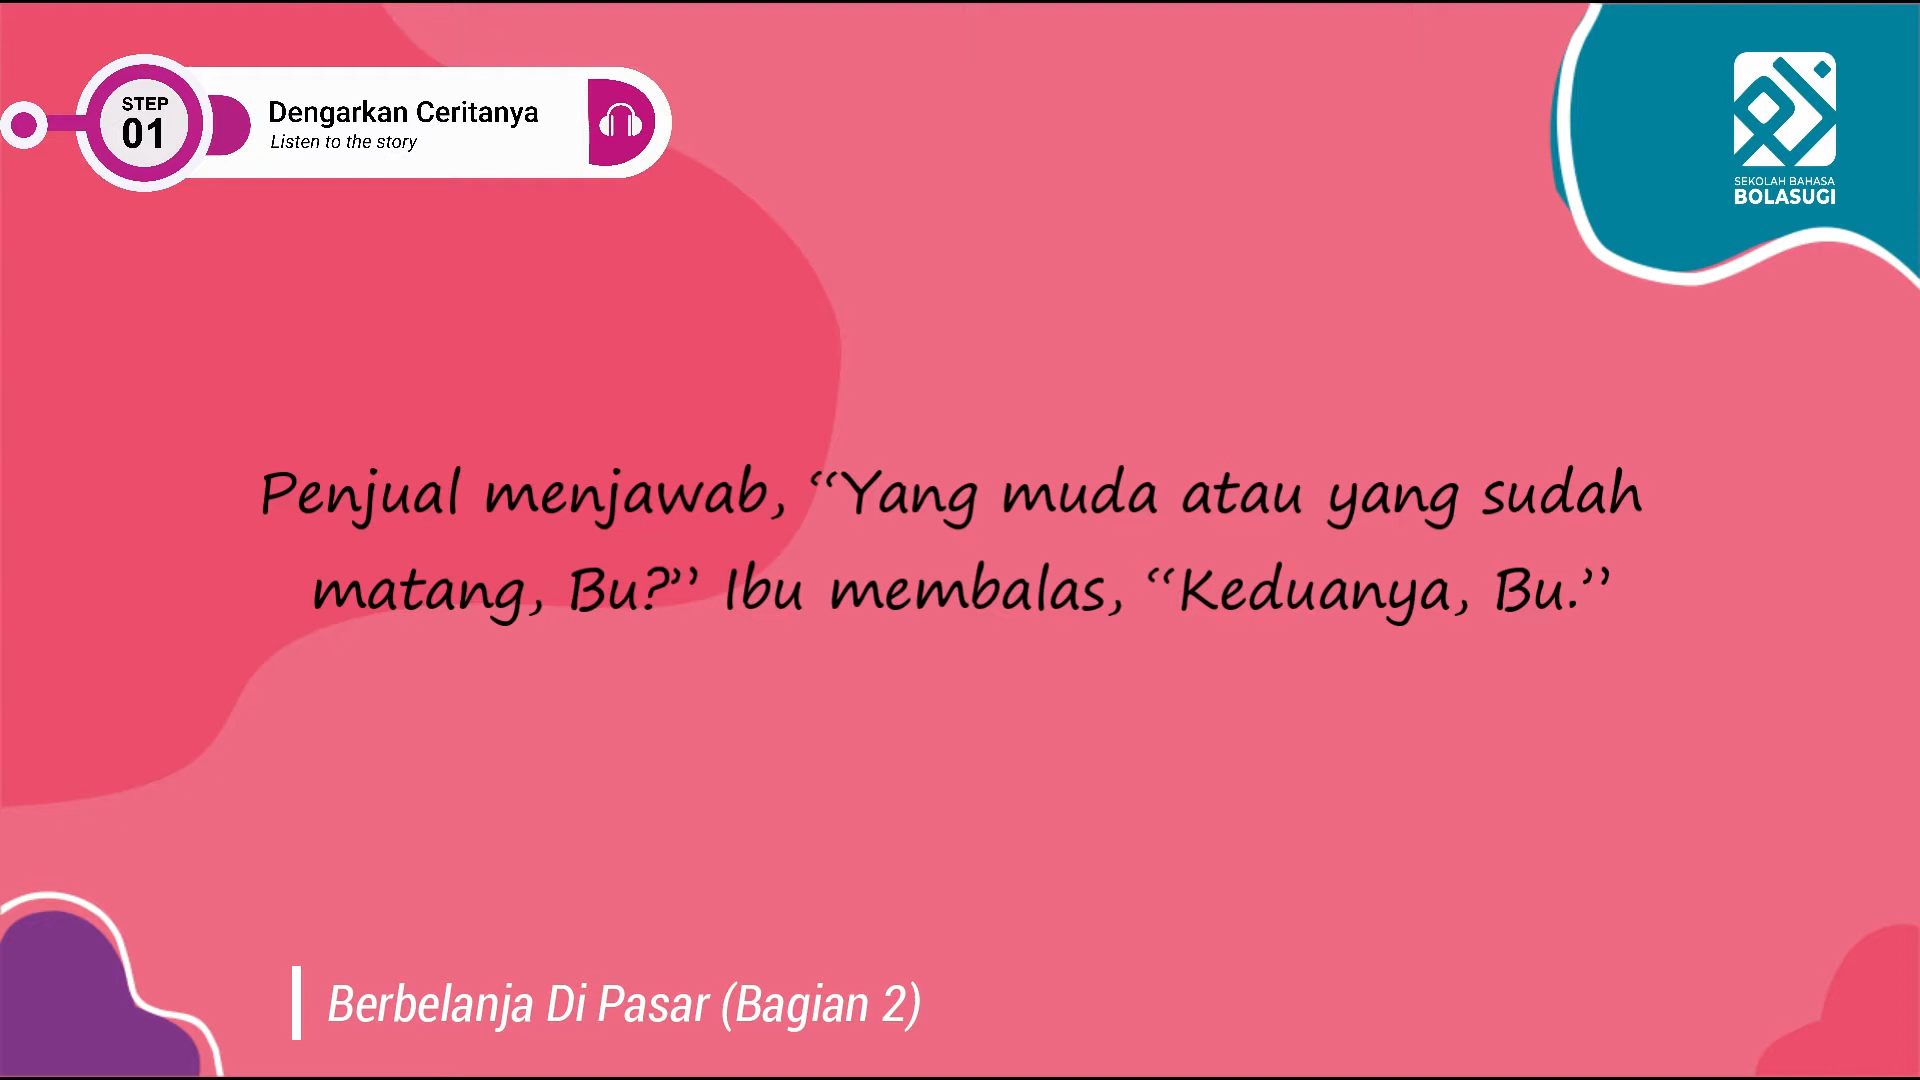 STEP
01
Dengarkan Ceritanya
Listen to the story
SEKOLAH BAHASA
BOLASUGI
Penjual menjawab, “Yang muda atau yang sudah
matang, Bu?” Ibu membalas, “Keduanya, Bu.”
Berbelanja Di Pasar (Bagian 2)